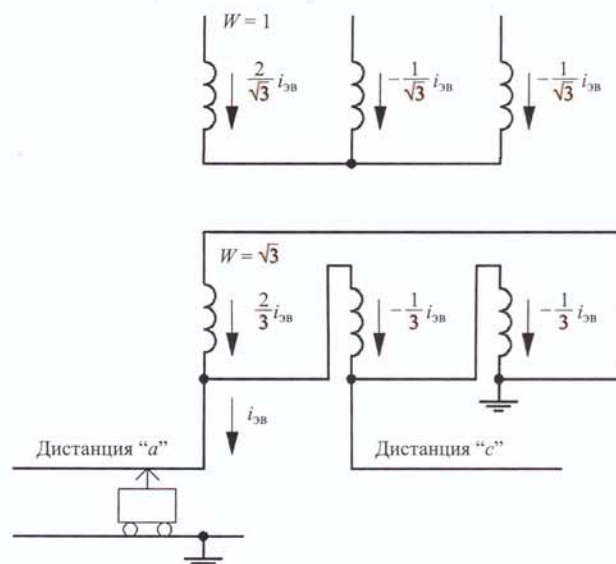 W = 1
2/√3 iэв
−1/√3 iэв
−1/√3 iэв
W = √3
2/3 iэв
−1/3 iэв
−1/3 iэв
iэв
Дистанция “a”
Дистанция “c”